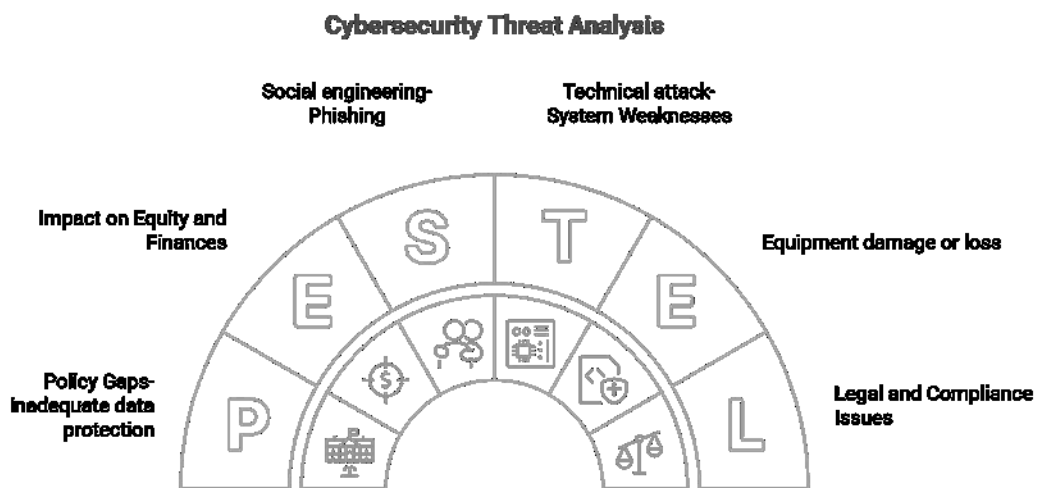 Cybersecurity Threat Analysis
Social engineering-
Phishing
Technical attack-
System Weaknesses
Impact on Equity and
Finances
Equipment damage or loss
Policy Gaps-
inadequate data
protection
Legal and Compliance
Issues
P
E
S
T
E
L